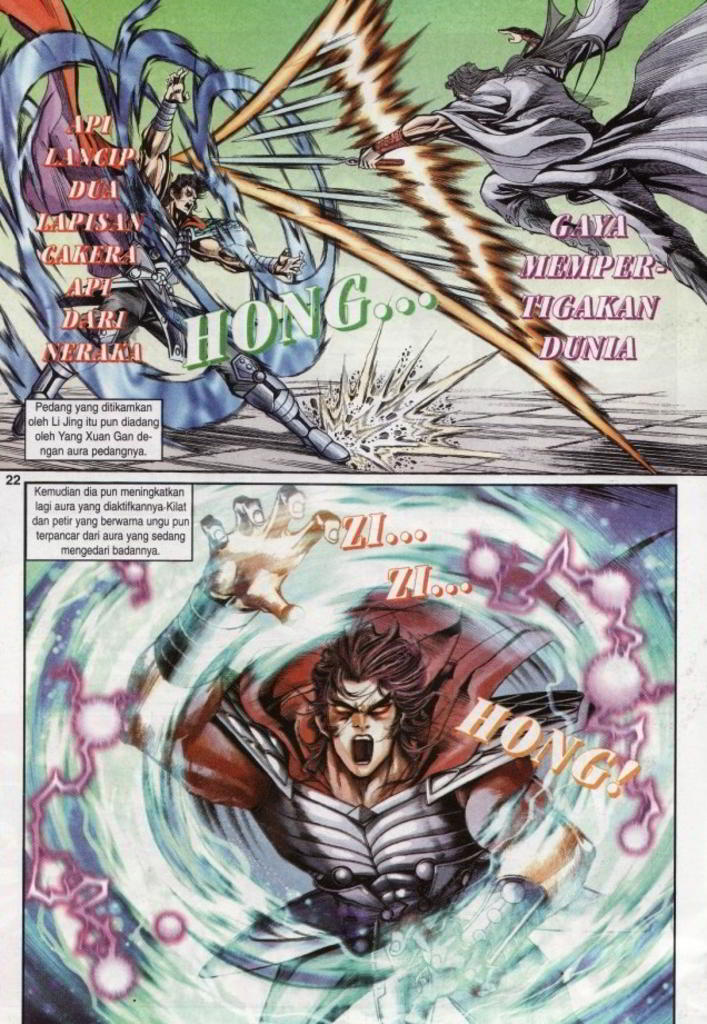 API
LANCIP
DUA
LAPISAN
CAKERA
API
DARI
NERAKA
GAYA
MEMPER-
TIGAKAN
DUNIA
HONG...
Pedang yang ditikamkan
oleh Li Jing itu pun diadang
oleh Yang Xuan Gan de-
ngan aura pedangnya.
22
Kemudian dia pun meningkatkan
lagi aura yang diaktifkannya-Kilat
dan petir yang berwarna ungu pun
terpancar dari aura yang sedang
mengedari badannya.
ZI...
ZI...
HONG!